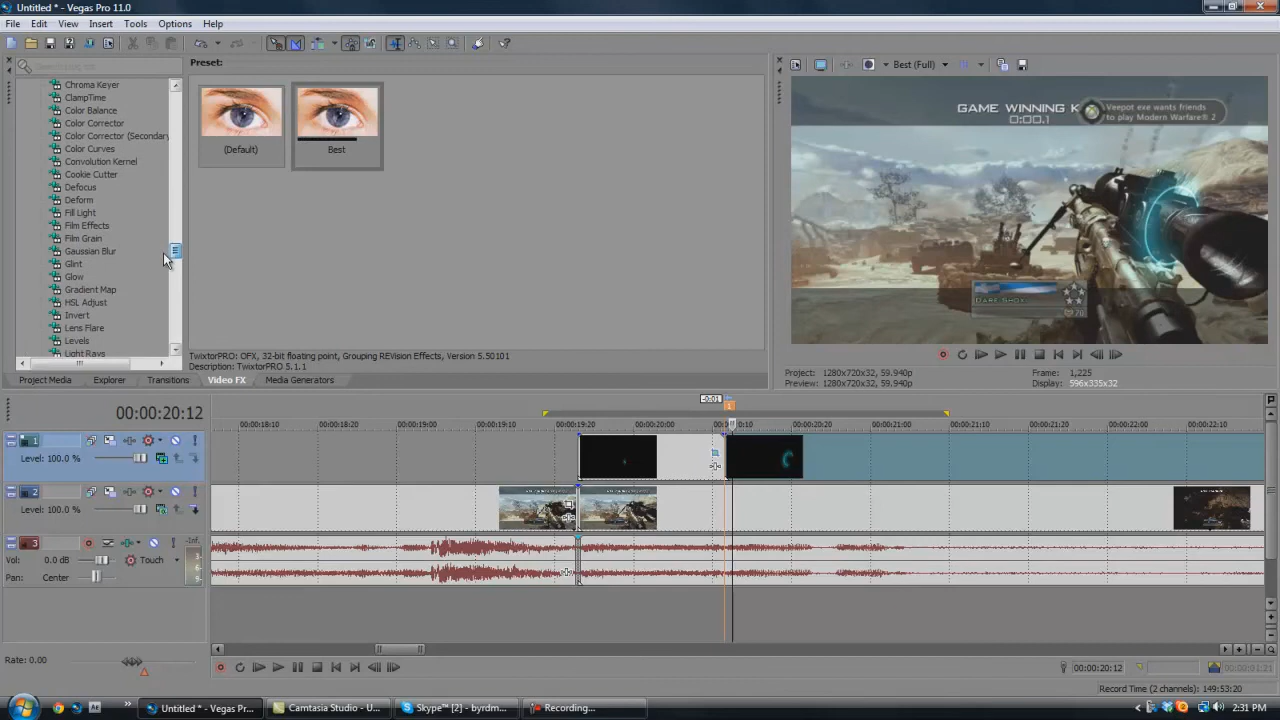 Untitled * - Vegas Pro 11.0
File Edit View Insert Tools Options Help
Chroma Keyer
ClampTime
Color Balance
Color Corrector
Color Corrector (Secondary
Color Curves
Convolution Kernel
Cookie Cutter
Defocus
Deform
Fill Light
Film Effects
Film Grain
Gaussian Blur
Glint
Glow
Gradient Map
HSL Adjust
Invert
Lens Flare
Levels
Light Rays
Preset:
(Default) Best
TwixtorPRO: OFX, 32-bit floating point, Grouping REVision Effects, Version 5.50101
Description: TwixtorPRO 5.1.1
Project Media Explorer Transitions Video FX Media Generators
Best (Full)
GAME WINNING K
0:00.1
Veepot exe wants friends
to play Modern Warfare® 2
Project: 1280x720x32, 59.940p Frame: 1,225
Preview: 1280x720x32, 59.940p Display: 596x335x32
00:00:20:12
-0:01
1
00:00:18:10 00:00:19:00 00:00:19:10 00:00:19:20 00:00:20:00 00:00:20:20 00:00:21:00 00:00:21:10 00:00:21:20 00:00:22:00 00:00:22:10
1
Level: 100.0 %
2
Level: 100.0 %
3
Vol: 0.0 dB Touch
Pan: Center
-Inf.
Rate: 0.00
00:00:20:12
00:00:01:21
Record Time (2 channels): 149:53:20
Untitled * - Vegas Pr... Camtasia Studio - U... Skype™ [2] - byrdm... Recording...
2:31 PM